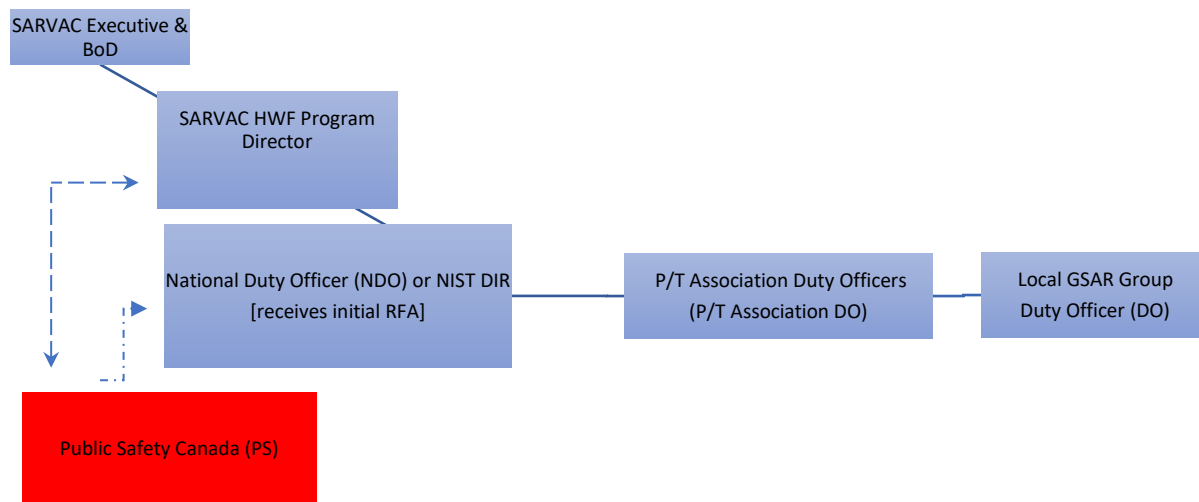 SARVAC Executive &
BoD
SARVAC HWF Program
Director
National Duty Officer (NDO) or NIST DIR
[receives initial RFA]
P/T Association Duty Officers
(P/T Association DO)
Local GSAR Group
Duty Officer (DO)
Public Safety Canada (PS)